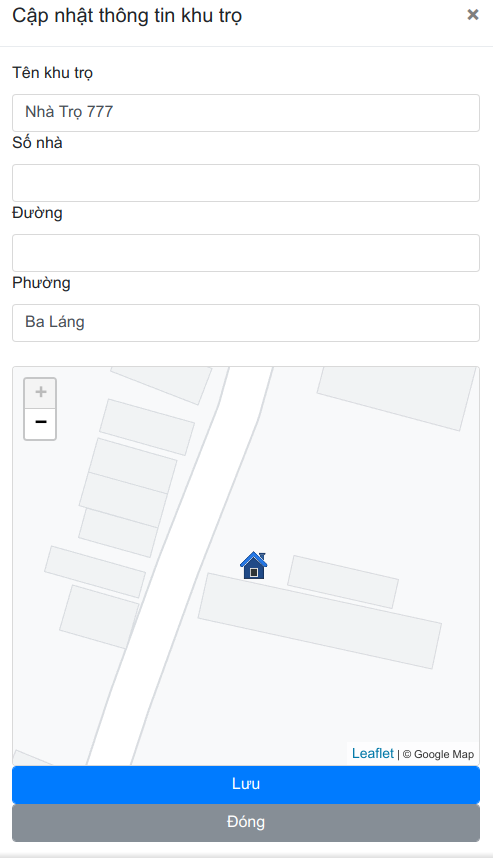 Cập nhật thông tin khu trọ ×
Tên khu trọ
Nhà Trọ 777
Số nhà
Đường
Phường
Ba Láng
+
−
Leaflet | © Google Map
Lưu
Đóng